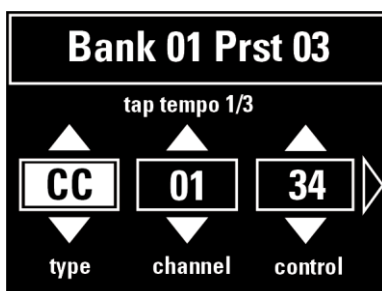 Bank 01 Prst 03
tap tempo 1/3
CC 01 34
type channel control